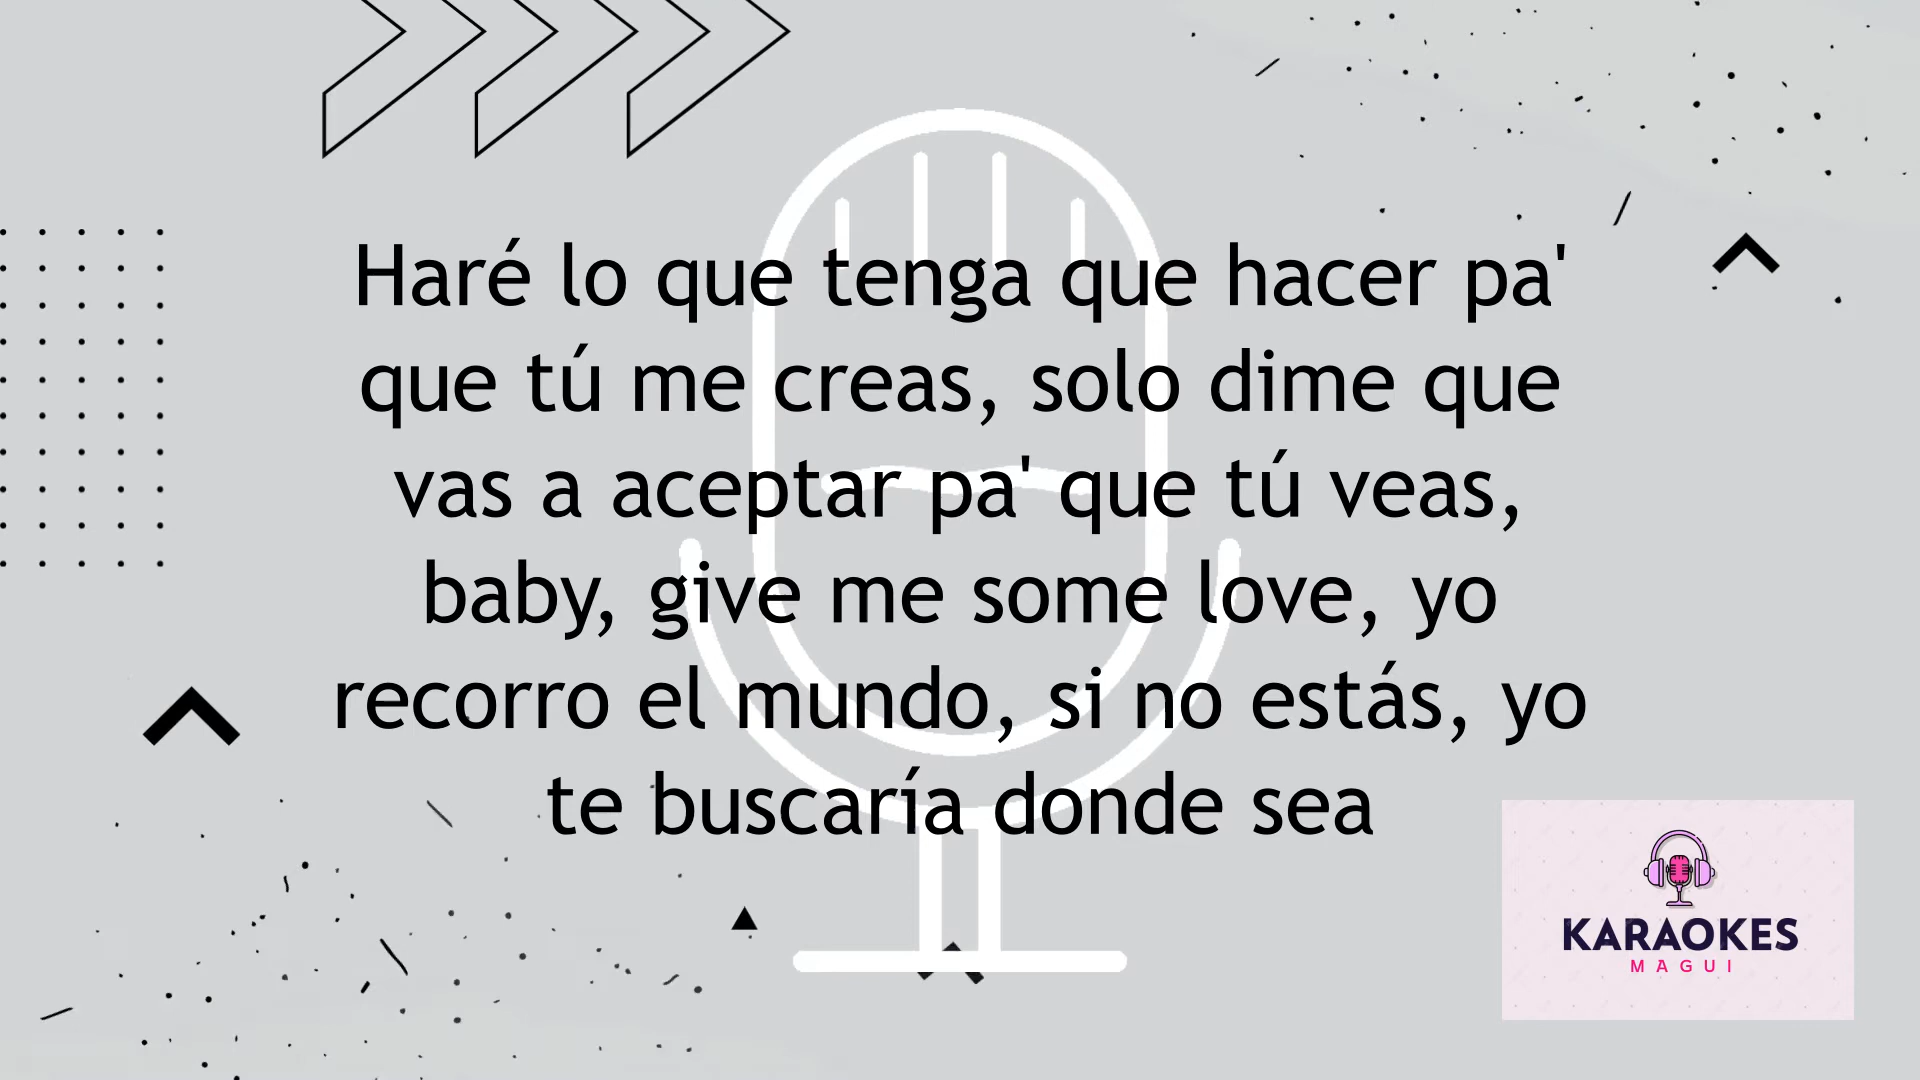 Haré lo que tenga que hacer pa'
que tú me creas, solo dime que
vas a aceptar pa' que tú veas,
baby, give me some love, yo
recorro el mundo, si no estás, yo
te buscaría donde sea
KARAOKES
MAGUI